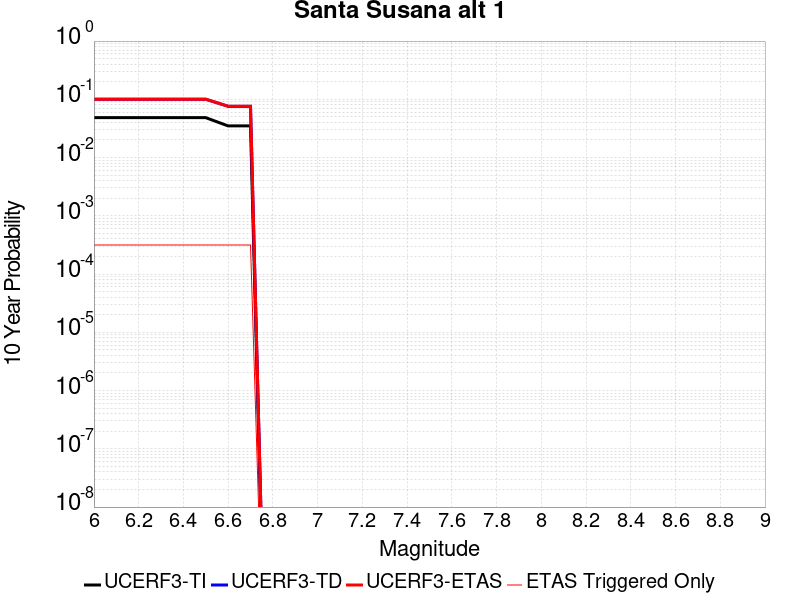 Santa Susana alt 1
10^0
10^-1
10^-2
10^-3
10^-4
10^-5
10^-6
10^-7
10^-8
10 Year Probability
6 6.2 6.4 6.6 6.8 7 7.2 7.4 7.6 7.8 8 8.2 8.4 8.6 8.8 9
Magnitude
UCERF3-TI UCERF3-TD UCERF3-ETAS ETAS Triggered Only